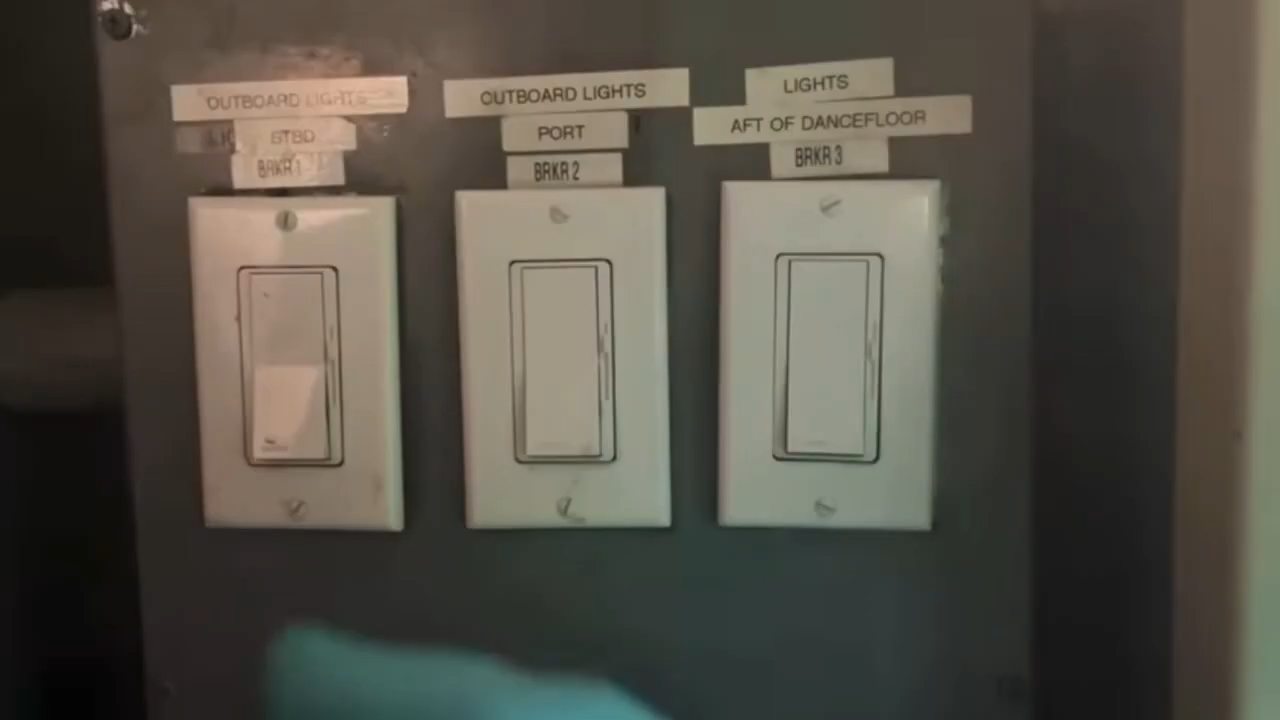 OUTBOARD LIGHTS
STBD
BRKR 1
OUTBOARD LIGHTS
PORT
BRKR 2
LIGHTS
AFT OF DANCEFLOOR
BRKR 3